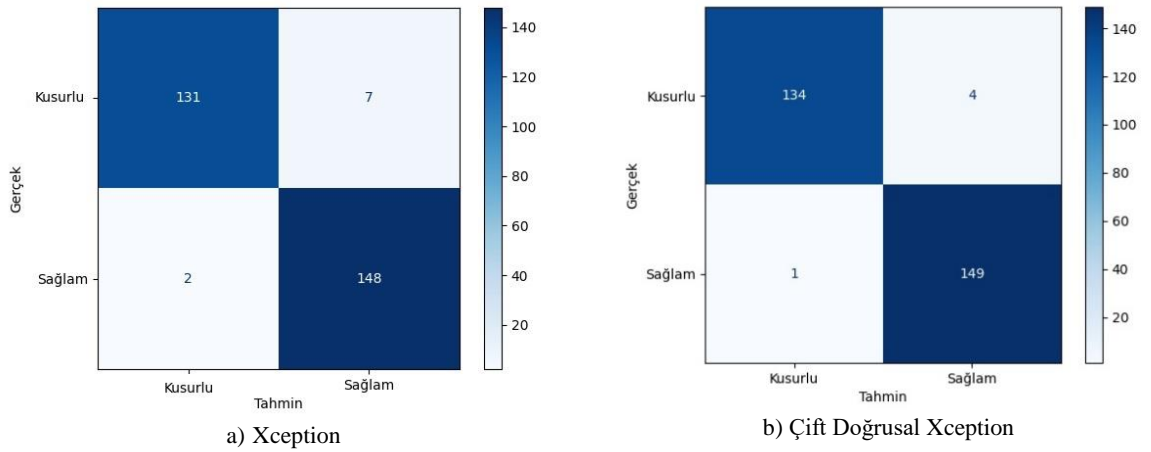 140
120
Kusurlu
131
7
100
80
Gerçek
60
Sağlam
2
148
40
20
Kusurlu
Sağlam
Tahmin
a) Xception
140
120
Kusurlu
134
4
100
80
Gerçek
60
Sağlam
1
149
40
20
Kusurlu
Sağlam
Tahmin
b) Çift Doğrusal Xception